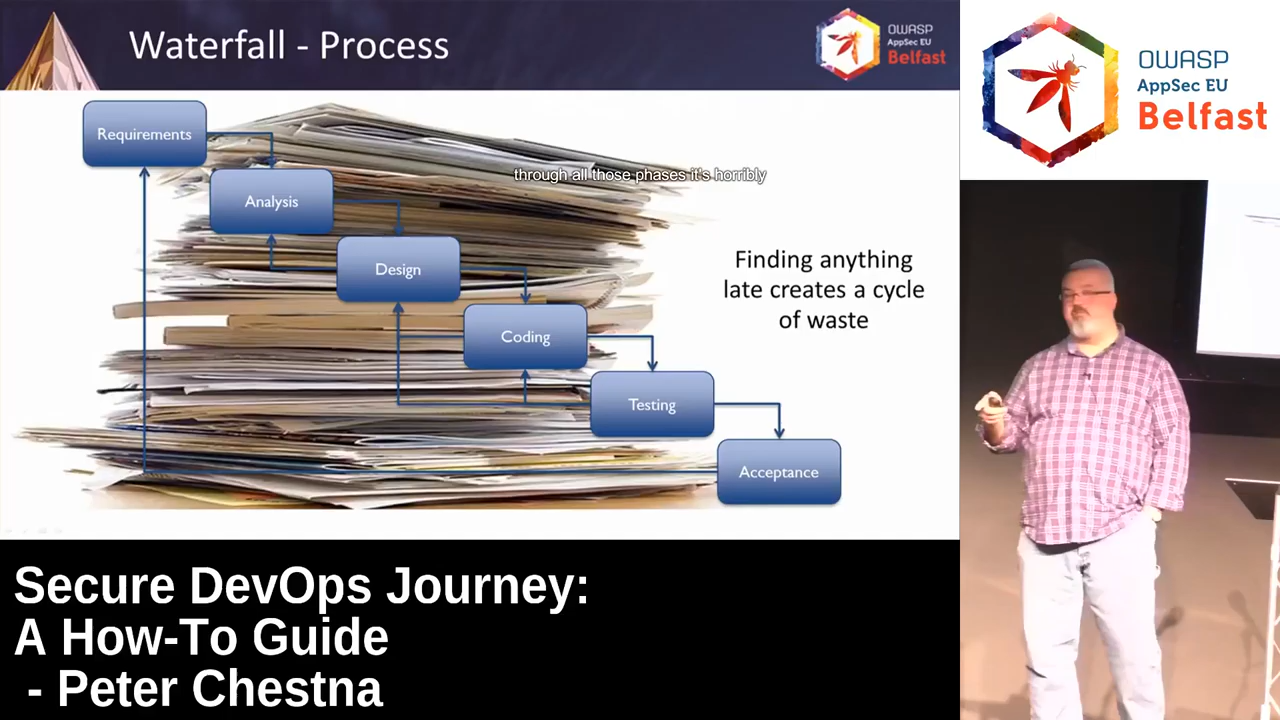 Waterfall - Process
OWASP
AppSec EU
Belfast
Requirements
through all those phases it's horribly
Analysis
Design
Coding
Testing
Acceptance
Finding anything
late creates a cycle
of waste
OWASP
AppSec EU
Belfast
Secure DevOps Journey:
A How-To Guide
- Peter Chestna